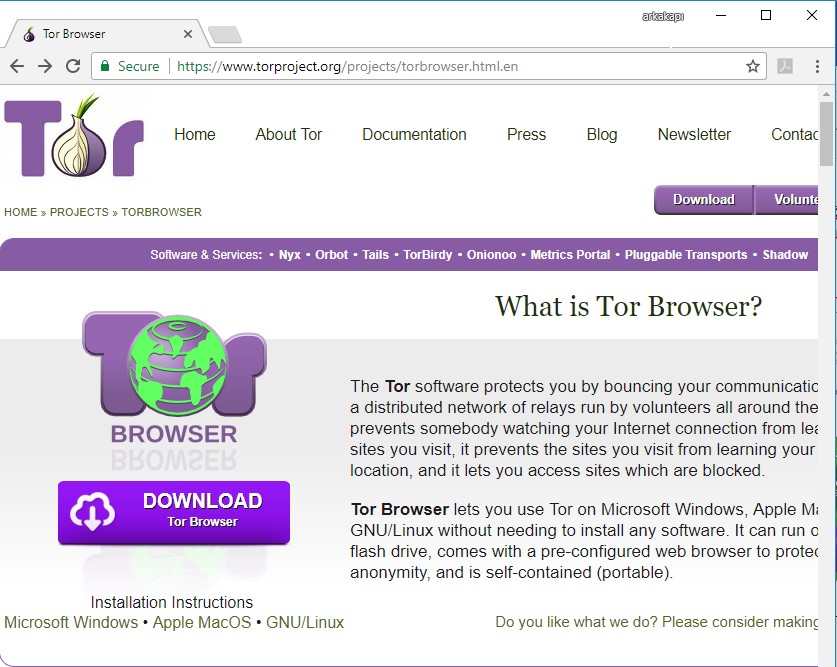 arkakapı
Tor Browser
Secure https://www.torproject.org/projects/torbrowser.html.en
Tor
Home About Tor Documentation Press Blog Newsletter Contac
Download Volunte
HOME » PROJECTS » TORBROWSER
Software & Services: • Nyx • Orbot • Tails • TorBirdy • Onionoo • Metrics Portal • Pluggable Transports • Shadow
What is Tor Browser?
Tor
BROWSER
DOWNLOAD
Tor Browser
Installation Instructions
Microsoft Windows • Apple MacOS • GNU/Linux
The Tor software protects you by bouncing your communicatio
a distributed network of relays run by volunteers all around the
prevents somebody watching your Internet connection from lea
sites you visit, it prevents the sites you visit from learning your
location, and it lets you access sites which are blocked.
Tor Browser lets you use Tor on Microsoft Windows, Apple Ma
GNU/Linux without needing to install any software. It can run o
flash drive, comes with a pre-configured web browser to protec
anonymity, and is self-contained (portable).
Do you like what we do? Please consider making